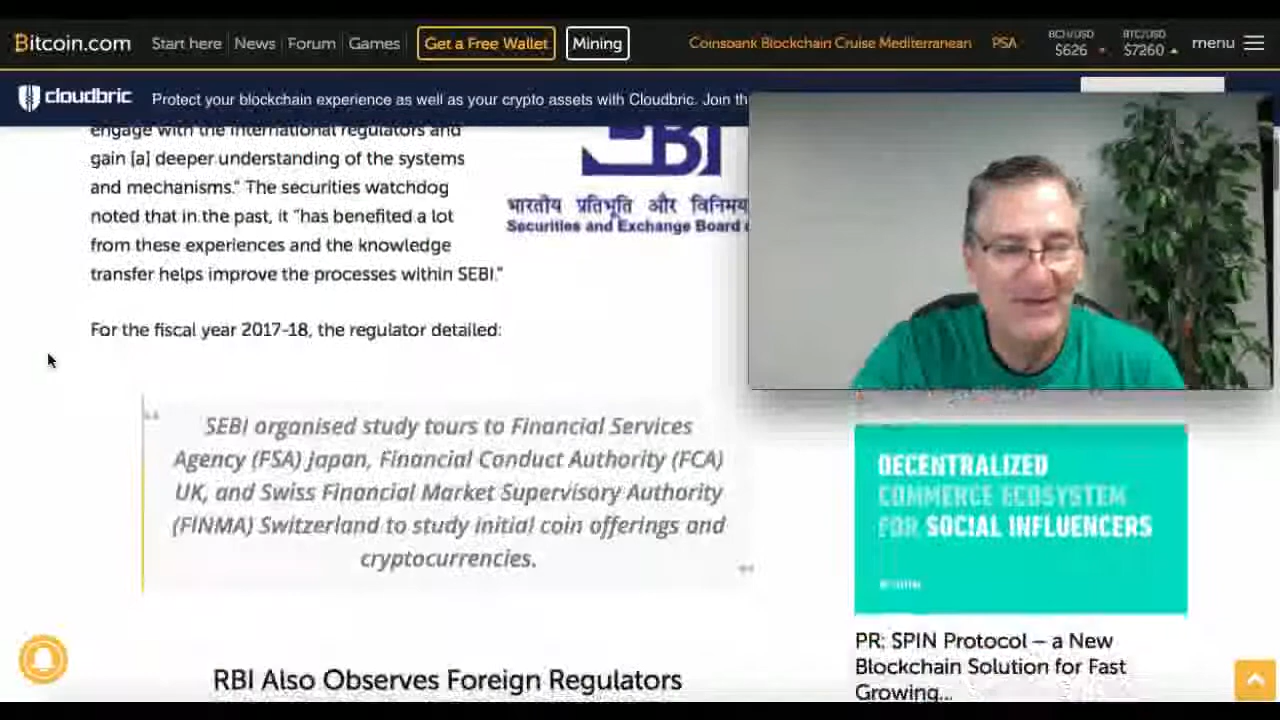 Bitcoin.com Start here News Forum Games Get a Free Wallet Mining Coinsbank Blockchain Cruise Mediterranean PSA BCH/USD $626 BTC/USD $7260 menu
cloudbric Protect your blockchain experience as well as your crypto assets with Cloudbric. Join th
engage with the international regulators and
gain [a] deeper understanding of the systems
and mechanisms." The securities watchdog
noted that in the past, it "has benefited a lot
from these experiences and the knowledge
transfer helps improve the processes within SEBI."
भारतीय प्रतिभूति और विनिमय
Securities and Exchange Board
For the fiscal year 2017-18, the regulator detailed:
SEBI organised study tours to Financial Services
Agency (FSA) Japan, Financial Conduct Authority (FCA)
UK, and Swiss Financial Market Supervisory Authority
(FINMA) Switzerland to study initial coin offerings and
cryptocurrencies.
RBI Also Observes Foreign Regulators
DECENTRALIZED
COMMERCE ECOSYSTEM
FOR SOCIAL INFLUENCERS
PR: SPIN Protocol – a New
Blockchain Solution for Fast
Growing...